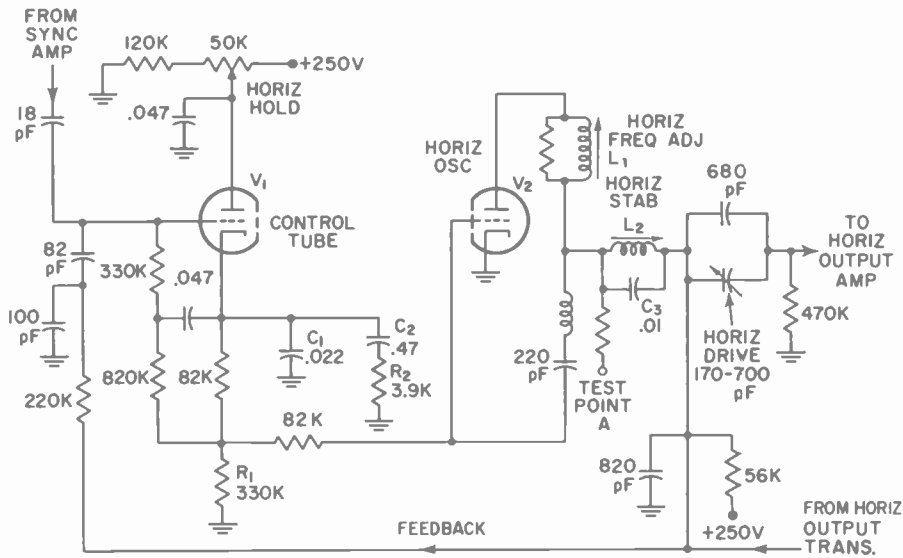 FROM
SYNC
AMP
120K
50K
+250V
HORIZ
HOLD
18
pF
.047
V1
CONTROL
TUBE
82
pF
330K
.047
100
pF
220K
820K
82K
C1
.022
C2
.47
R2
3.9K
82K
R1
330K
FEEDBACK
HORIZ
OSC
V2
HORIZ
FREQ ADJ
L1
HORIZ
STAB
L2
C3
.01
220
pF
TEST
POINT
A
680
pF
TO
HORIZ
OUTPUT
AMP
470K
HORIZ
DRIVE
170-700
pF
820
pF
56K
+250V
FROM HORIZ
OUTPUT
TRANS.